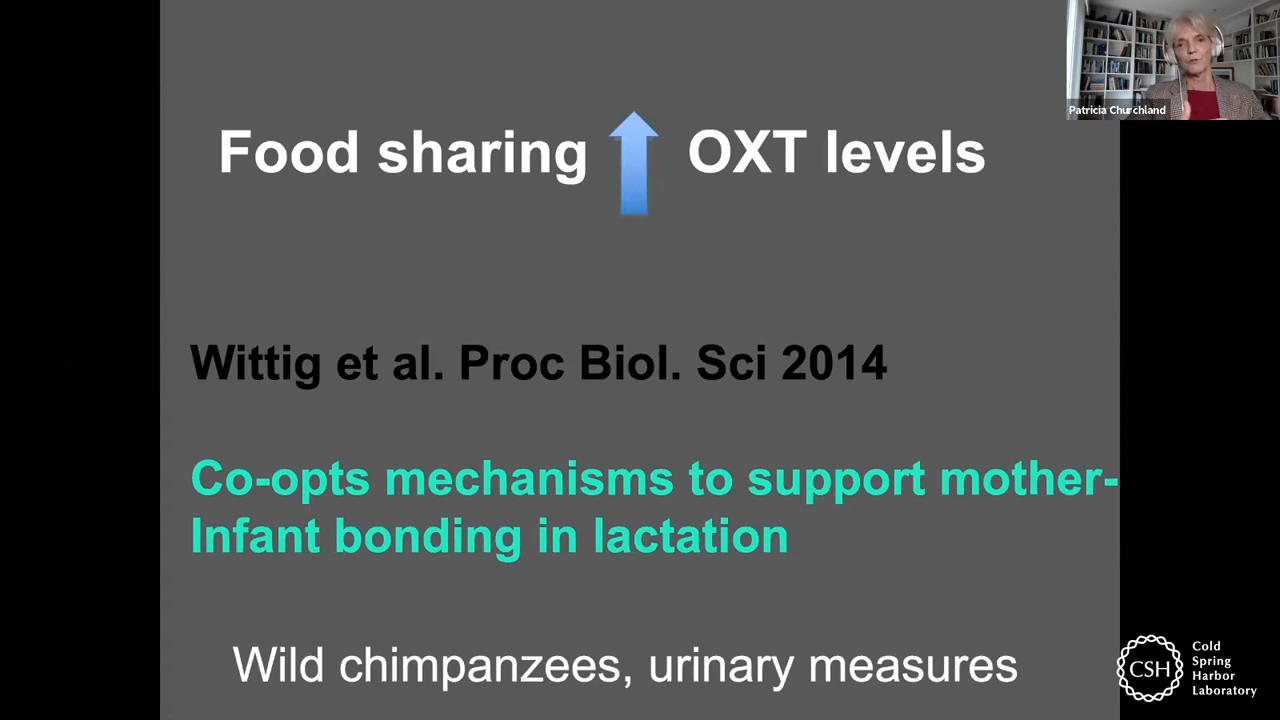 Patricia Churchland
Food sharing OXT levels
Wittig et al. Proc Biol. Sci 2014
Co-opts mechanisms to support mother-
Infant bonding in lactation
Wild chimpanzees, urinary measures
CSH
Cold
Spring
Harbor
Laboratory